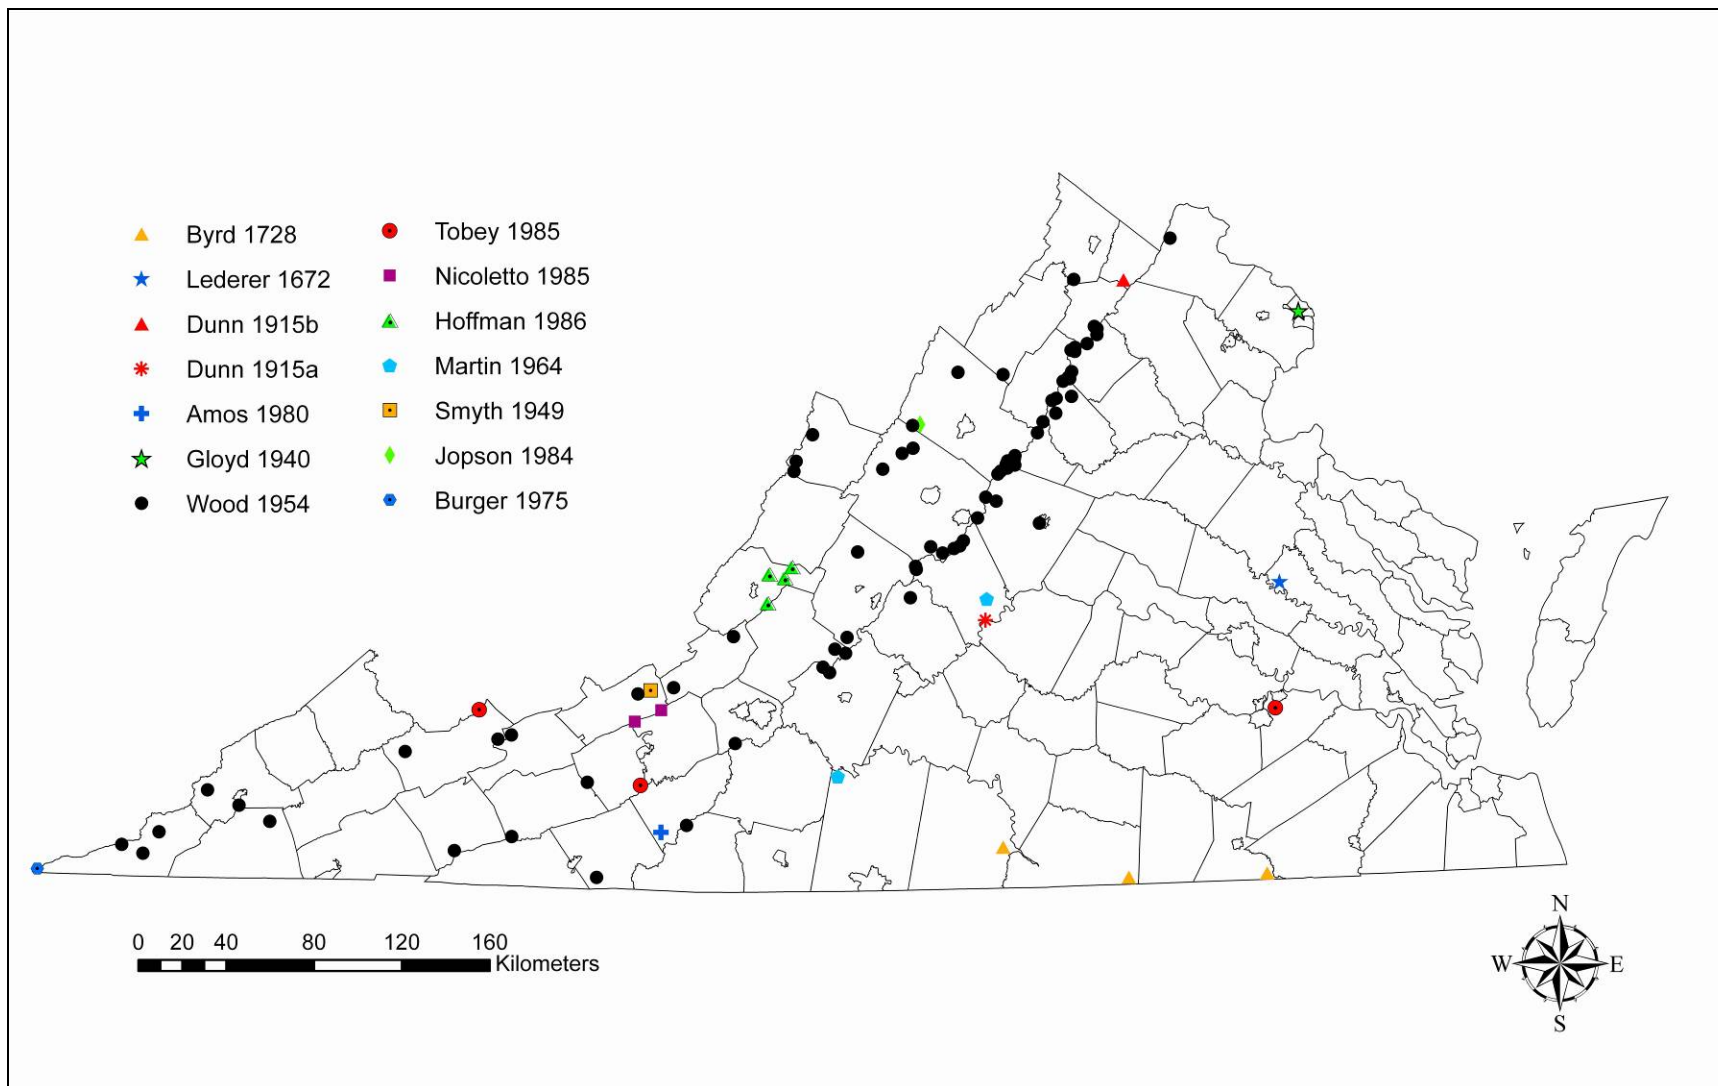 Byrd 1728
Lederer 1672
Dunn 1915b
Dunn 1915a
Amos 1980
Gloyd 1940
Wood 1954
Tobey 1985
Nicoletto 1985
Hoffman 1986
Martin 1964
Smyth 1949
Jopson 1984
Burger 1975
0 20 40 80 120 160
Kilometers
N
W E
S